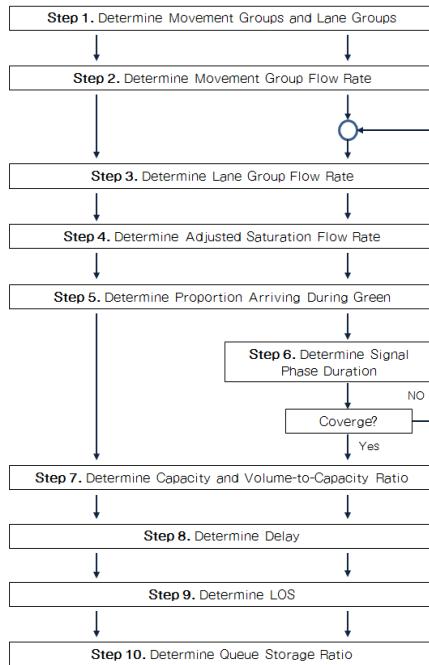 Step 1. Determine Movement Groups and Lane Groups
Step 2. Determine Movement Group Flow Rate
Step 3. Determine Lane Group Flow Rate
Step 4. Determine Adjusted Saturation Flow Rate
Step 5. Determine Proportion Arriving During Green
Step 6. Determine Signal
Phase Duration
NO
Coverge?
Yes
Step 7. Determine Capacity and Volume-to-Capacity Ratio
Step 8. Determine Delay
Step 9. Determine LOS
Step 10. Determine Queue Storage Ratio